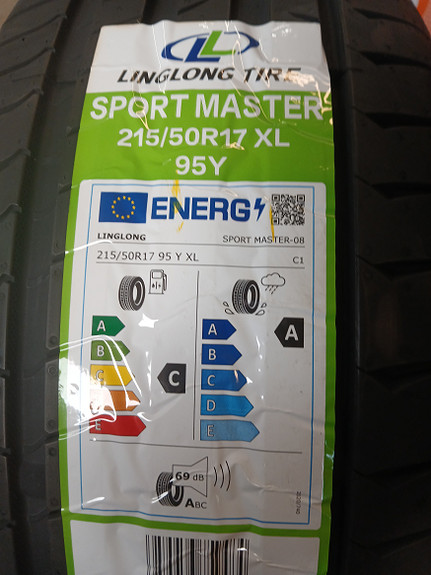 LINGLONG TIRE
SPORT MASTER
215/50R17 XL
95Y
ENERG
LINGLONG SPORT MASTER-08
215/50R17 95 Y XL C1
A A A
B B
C C C
D D
E E
69 dB
ABC